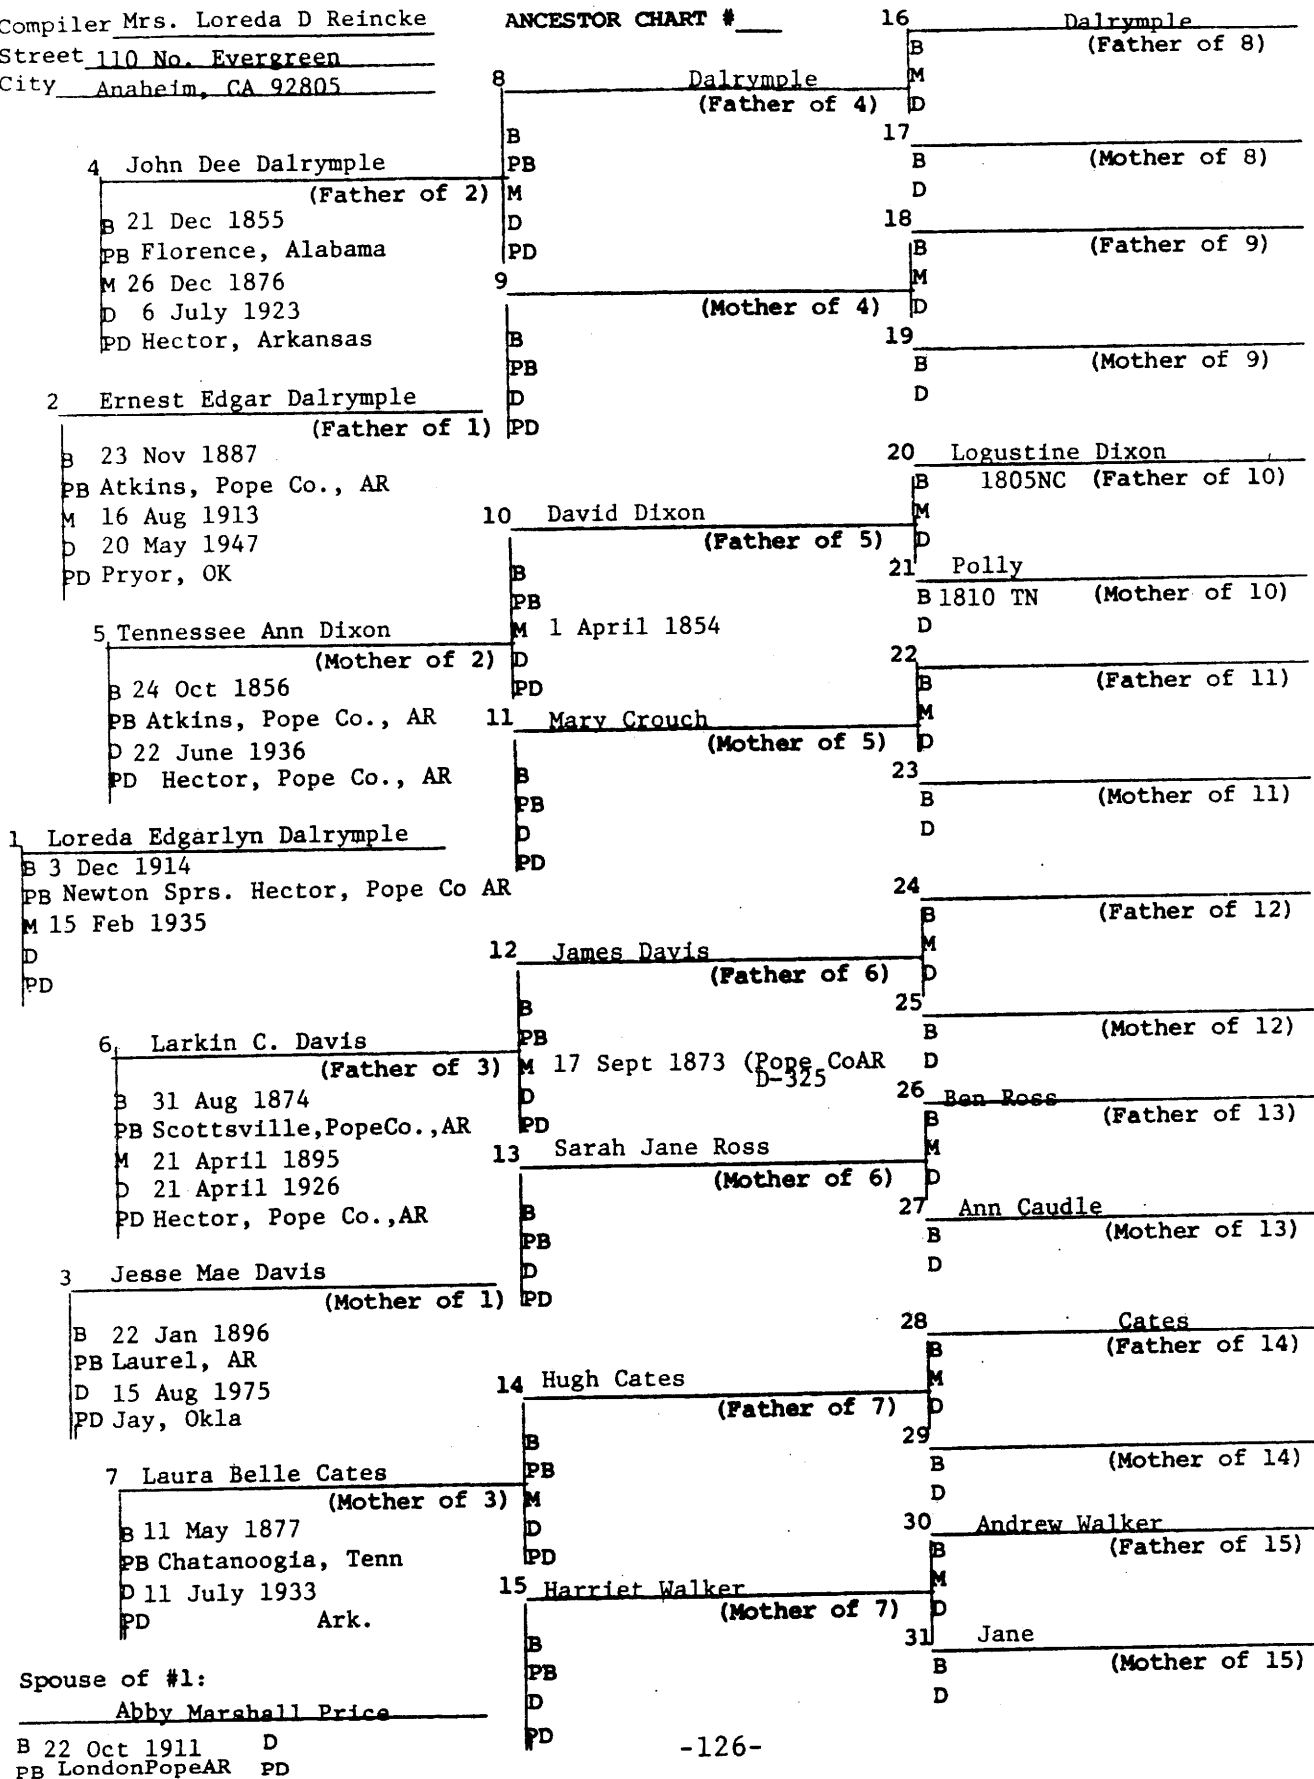 Compiler Mrs. Loreda D Reincke
Street 110 No. Evergreen
City Anaheim, CA 92805
ANCESTOR CHART #
16 Dalrymple
(Father of 8)
B
M
D
8 Dalrymple
(Father of 4)
B
PB
M
D
PD
17
(Mother of 8)
B
D
4 John Dee Dalrymple
(Father of 2)
B 21 Dec 1855
PB Florence, Alabama
M 26 Dec 1876
D 6 July 1923
PD Hector, Arkansas
18
(Father of 9)
B
M
D
9
(Mother of 4)
B
PB
D
PD
19
(Mother of 9)
B
D
2 Ernest Edgar Dalrymple
(Father of 1)
B 23 Nov 1887
PB Atkins, Pope Co., AR
M 16 Aug 1913
D 20 May 1947
PD Pryor, OK
20 Logustine Dixon
B 1805NC (Father of 10)
M
D
10 David Dixon
(Father of 5)
B
PB
M 1 April 1854
D
PD
21 Polly
B 1810 TN (Mother of 10)
D
5 Tennessee Ann Dixon
(Mother of 2)
B 24 Oct 1856
PB Atkins, Pope Co., AR
D 22 June 1936
PD Hector, Pope Co., AR
22
(Father of 11)
B
M
D
11 Mary Crouch
(Mother of 5)
B
PB
D
PD
23
(Mother of 11)
B
D
1 Loreda Edgarlyn Dalrymple
B 3 Dec 1914
PB Newton Sprs. Hector, Pope Co AR
M 15 Feb 1935
D
PD
24
(Father of 12)
B
M
D
12 James Davis
(Father of 6)
B
PB
M 17 Sept 1873 (Pope CoAR
D-325
D
PD
25
(Mother of 12)
B
D
6 Larkin C. Davis
(Father of 3)
B 31 Aug 1874
PB Scottsville,PopeCo.,AR
M 21 April 1895
D 21 April 1926
PD Hector, Pope Co.,AR
26 Ben Ross
(Father of 13)
B
M
D
13 Sarah Jane Ross
(Mother of 6)
B
PB
D
PD
27 Ann Caudle
(Mother of 13)
B
D
3 Jesse Mae Davis
(Mother of 1)
B 22 Jan 1896
PB Laurel, AR
D 15 Aug 1975
PD Jay, Okla
28 Cates
(Father of 14)
B
M
D
14 Hugh Cates
(Father of 7)
B
PB
M
D
PD
29
(Mother of 14)
B
D
7 Laura Belle Cates
(Mother of 3)
B 11 May 1877
PB Chatanoogia, Tenn
D 11 July 1933
PD Ark.
30 Andrew Walker
(Father of 15)
B
M
D
15 Harriet Walker
(Mother of 7)
B
PB
D
PD
31 Jane
(Mother of 15)
B
D
Spouse of #1:
Abby Marshall Price
B 22 Oct 1911 D
PB LondonPopeAR PD
-126-